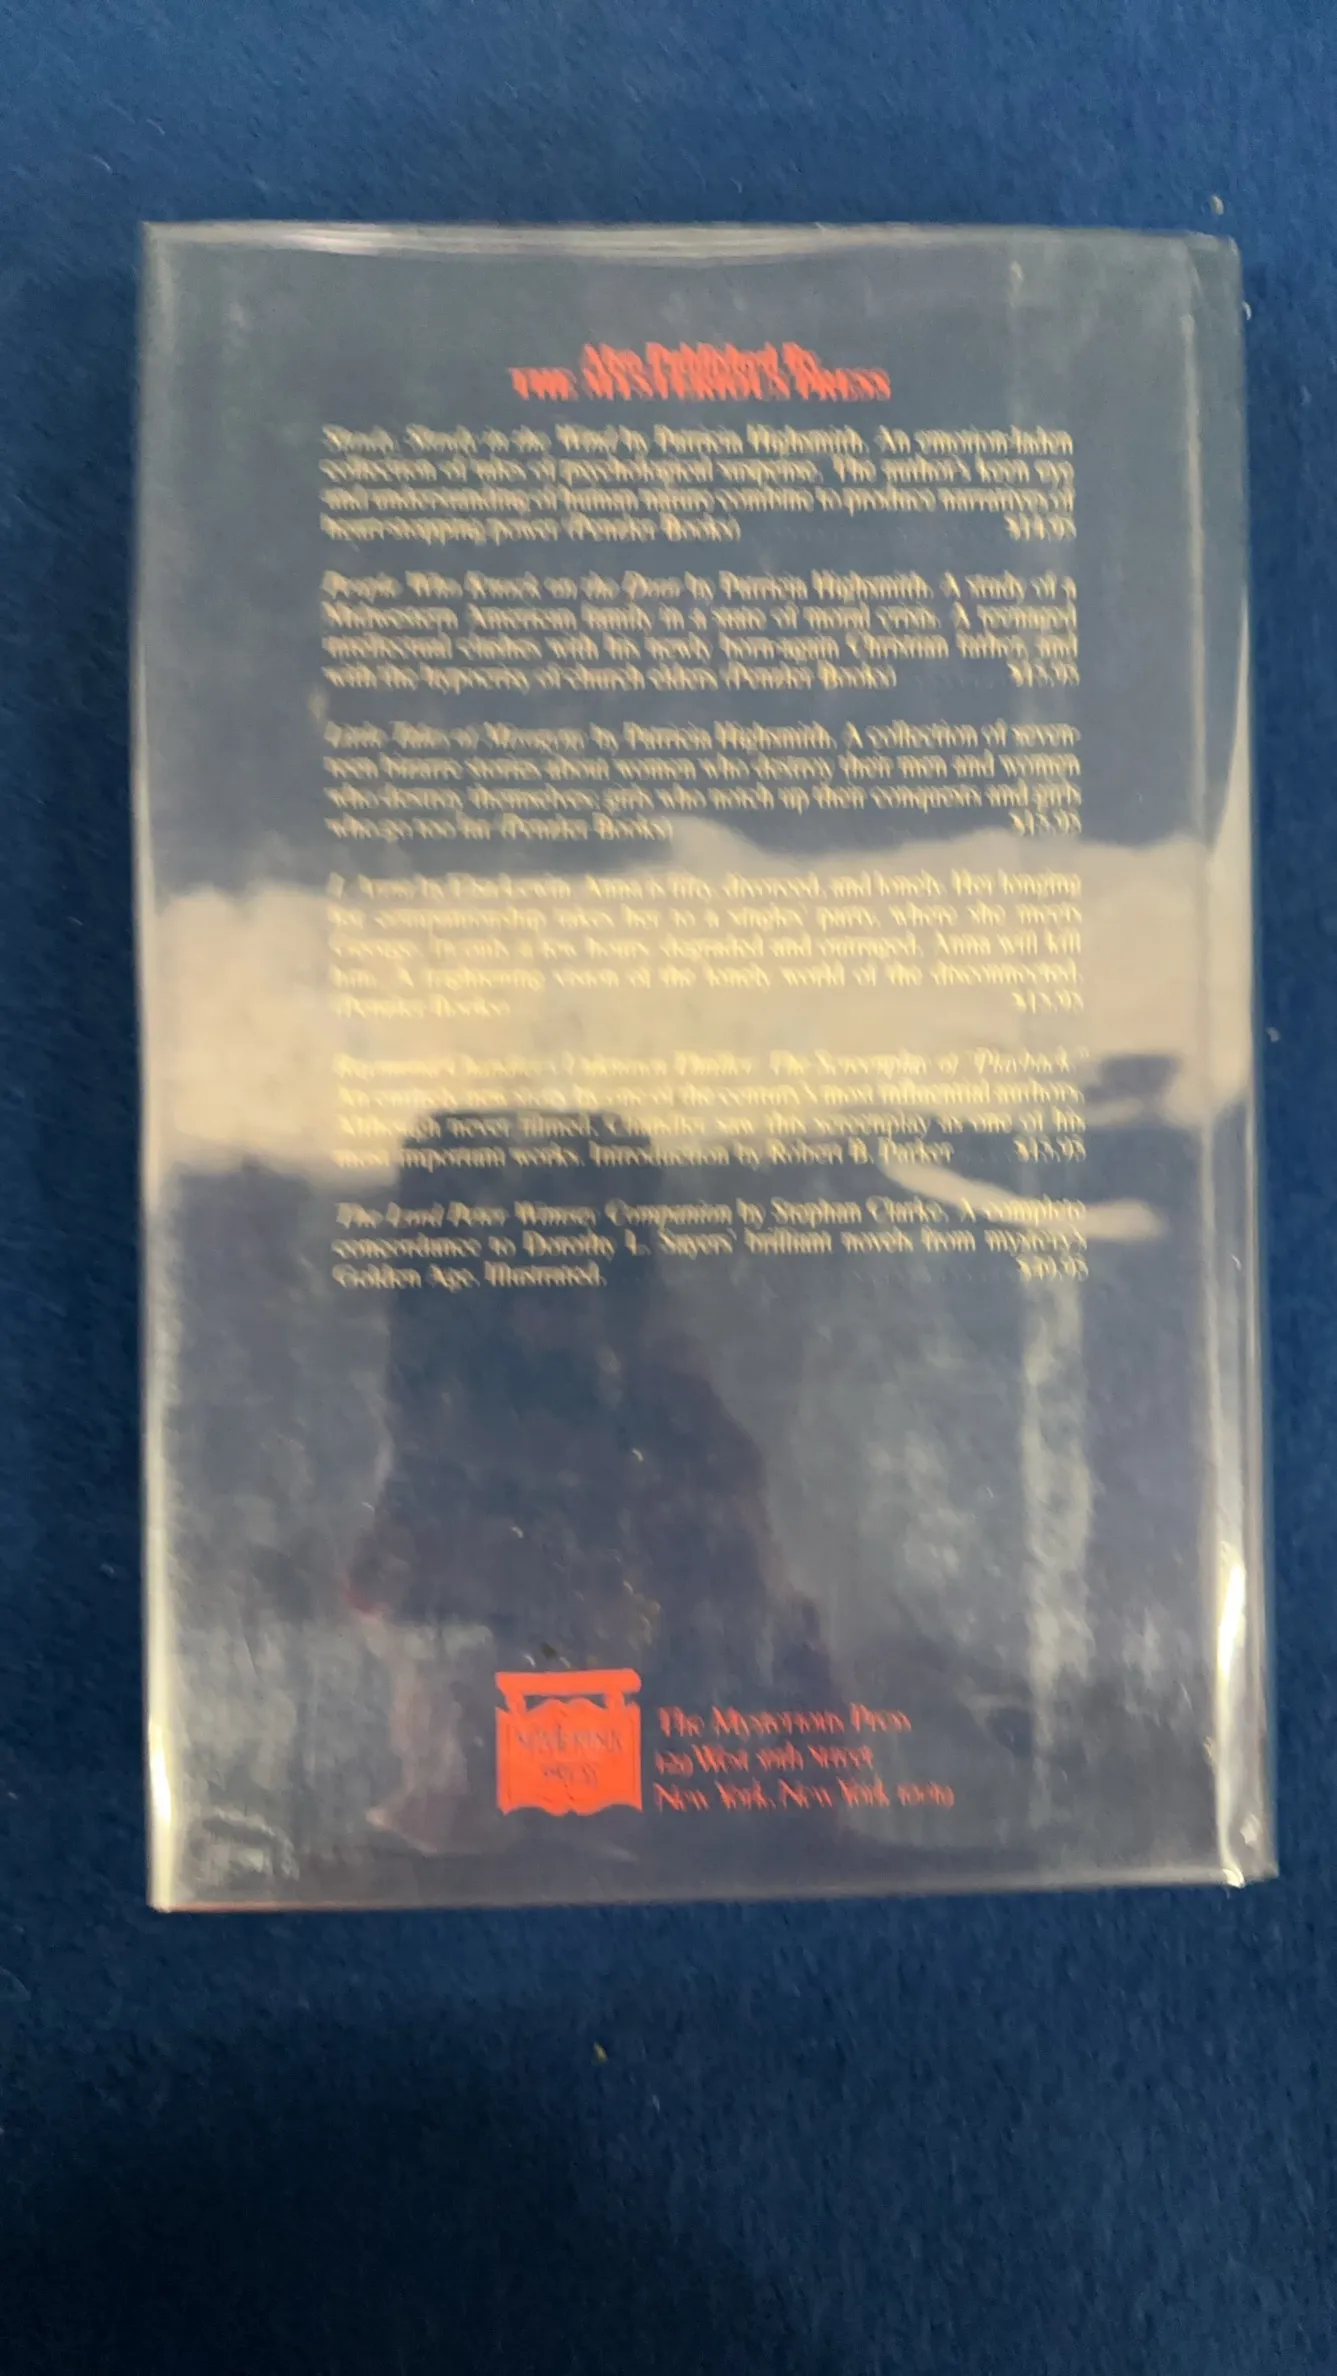 Also Published By
THE MYSTERIOUS PRESS
Slowly, Slowly in the Wind by Patricia Highsmith. An emotion-laden
collection of tales of psychological suspense. The author's keen eye
and understanding of human nature combine to produce narratives of
heart-stopping power (Penzler Books) $14.95
People Who Knock on the Door by Patricia Highsmith. A study of a
Midwestern American family in a state of moral crisis. A teenaged
intellectual clashes with his newly born-again Christian father, and
with the hypocrisy of church elders (Penzler Books) $15.95
Little Tales of Misogyny by Patricia Highsmith. A collection of seven-
teen bizarre stories about women who destroy their men and women
who destroy themselves; girls who notch up their conquests and girls
who go too far (Penzler Books) $15.95
I, Anna by Elsa Lewin. Anna is fifty, divorced, and lonely. Her longing
for companionship takes her to a singles' party, where she meets
George. In only a few hours, degraded and outraged, Anna will kill
him. A frightening vision of the lonely world of the disconnected.
(Penzler Books) $15.95
Raymond Chandler's Unknown Thriller: The Screenplay of "Playback."
An entirely new story by one of the century's most influential authors.
Although never filmed, Chandler saw this screenplay as one of his
most important works. Introduction by Robert B. Parker $15.95
The Lord Peter Wimsey Companion by Stephan Clarke. A complete
concordance to Dorothy L. Sayers' brilliant novels from mystery's
Golden Age. Illustrated. $49.95
MYSTERIOUS
PRESS
The Mysterious Press
129 West 56th Street
New York, New York 10019